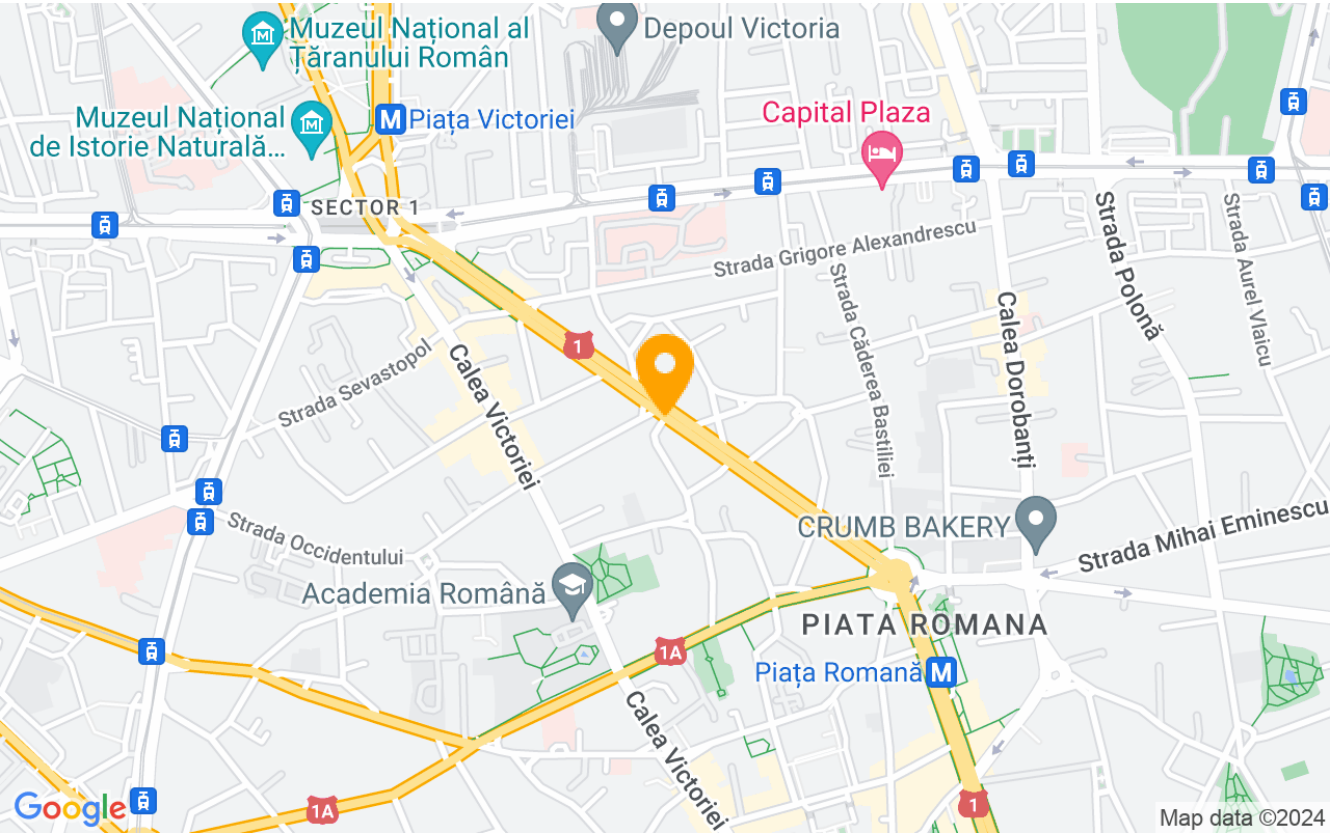 Muzeul Național al
Țăranului Român
Depoul Victoria
Capital Plaza
Muzeul Național
de Istorie Naturală...
M Piața Victoriei
SECTOR 1
Strada Grigore Alexandrescu
Strada Polonă
Strada Aurel Vlaicu
Strada Căderea Bastiliei
Calea Dorobanți
1
Strada Sevastopol
Calea Victoriei
CRUMB BAKERY
Strada Mihai Eminescu
Strada Occidentului
Academia Română
PIATA ROMANA
1A
Piața Romană M
Calea Victoriei
1A
1
Google
Map data ©2024